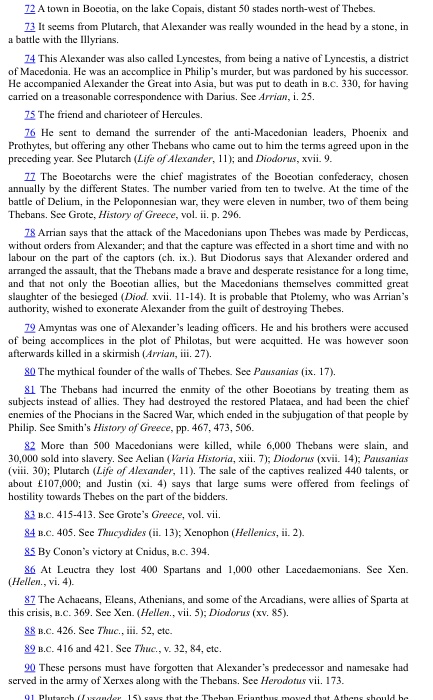 72 A town in Boeotia, on the lake Copais, distant 50 stades north-west of Thebes.
73 It seems from Plutarch, that Alexander was really wounded in the head by a stone, in
a battle with the Illyrians.
74 This Alexander was also called Lyncestes, from being a native of Lyncestis, a district
of Macedonia. He was an accomplice in Philip's murder, but was pardoned by his successor.
He accompanied Alexander the Great into Asia, but was put to death in B.C. 330, for having
carried on a treasonable correspondence with Darius. See Arrian, i. 25.
75 The friend and charioteer of Hercules.
76 He sent to demand the surrender of the anti-Macedonian leaders, Phoenix and
Prothytes, but offering any other Thebans who came out to him the terms agreed upon in the
preceding year. See Plutarch (Life of Alexander, 11); and Diodorus, xvii. 9.
77 The Boeotarchs were the chief magistrates of the Boeotian confederacy, chosen
annually by the different States. The number varied from ten to twelve. At the time of the
battle of Delium, in the Peloponnesian war, they were eleven in number, two of them being
Thebans. See Grote, History of Greece, vol. ii. p. 296.
78 Arrian says that the attack of the Macedonians upon Thebes was made by Perdiccas,
without orders from Alexander; and that the capture was effected in a short time and with no
labour on the part of the captors (ch. ix.). But Diodorus says that Alexander ordered and
arranged the assault, that the Thebans made a brave and desperate resistance for a long time,
and that not only the Boeotian allies, but the Macedonians themselves committed great
slaughter of the besieged (Diod. xvii. 11-14). It is probable that Ptolemy, who was Arrian's
authority, wished to exonerate Alexander from the guilt of destroying Thebes.
79 Amyntas was one of Alexander's leading officers. He and his brothers were accused
of being accomplices in the plot of Philotas, but were acquitted. He was however soon
afterwards killed in a skirmish (Arrian, iii. 27).
80 The mythical founder of the walls of Thebes. See Pausanias (ix. 17).
81 The Thebans had incurred the enmity of the other Boeotians by treating them as
subjects instead of allies. They had destroyed the restored Plataea, and had been the chief
enemies of the Phocians in the Sacred War, which ended in the subjugation of that people by
Philip. See Smith's History of Greece, pp. 467, 473, 506.
82 More than 500 Macedonians were killed, while 6,000 Thebans were slain, and
30,000 sold into slavery. See Aelian (Varia Historia, xiii. 7); Diodorus (xvii. 14); Pausanias
(viii. 30); Plutarch (Life of Alexander, 11). The sale of the captives realized 440 talents, or
about £107,000; and Justin (xi. 4) says that large sums were offered from feelings of
hostility towards Thebes on the part of the bidders.
83 B.C. 415-413. See Grote's Greece, vol. vii.
84 B.C. 405. See Thucydides (ii. 13); Xenophon (Hellenics, ii. 2).
85 By Conon's victory at Cnidus, B.C. 394.
86 At Leuctra they lost 400 Spartans and 1,000 other Lacedaemonians. See Xen.
(Hellen., vi. 4).
87 The Achaeans, Eleans, Athenians, and some of the Arcadians, were allies of Sparta at
this crisis, B.C. 369. See Xen. (Hellen., vii. 5); Diodorus (xv. 85).
88 B.C. 426. See Thuc., iii. 52, etc.
89 B.C. 416 and 421. See Thuc., v. 32, 84, etc.
90 These persons must have forgotten that Alexander's predecessor and namesake had
served in the army of Xerxes along with the Thebans. See Herodotus vii. 173.
91 Plutarch (Lysander, 15) says that the Theban Erianthus moved that Athens should be